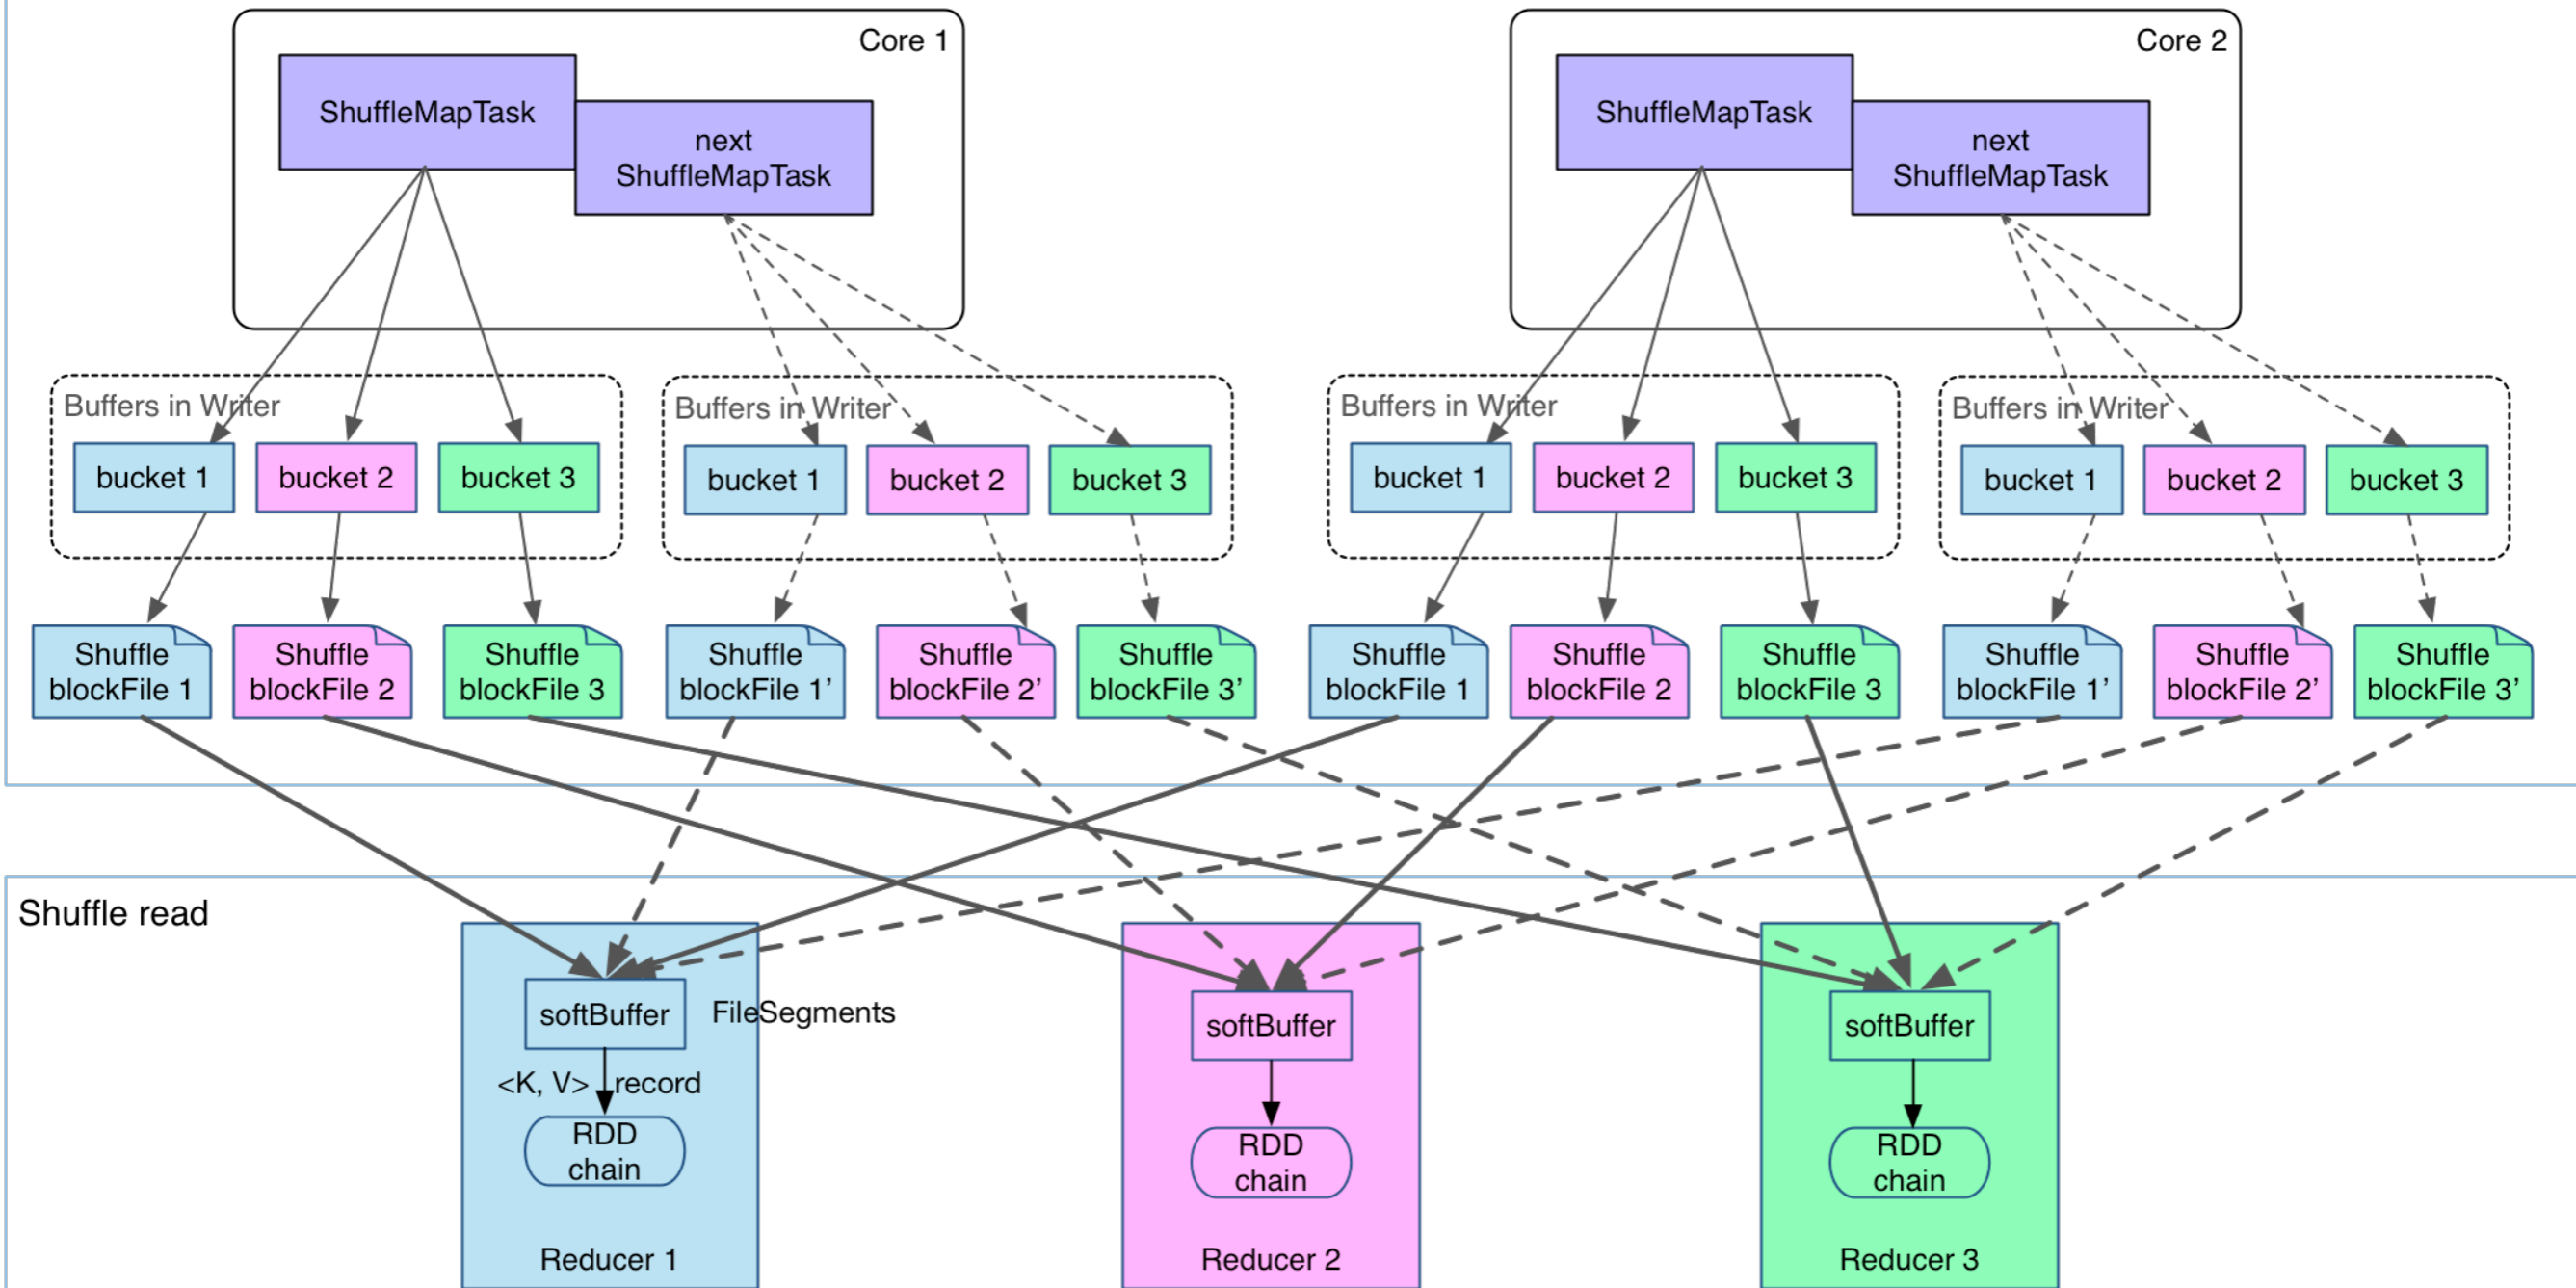 Core 1
ShuffleMapTask
next
ShuffleMapTask
Core 2
ShuffleMapTask
next
ShuffleMapTask
Buffers in Writer
bucket 1
bucket 2
bucket 3
Buffers in Writer
bucket 1
bucket 2
bucket 3
Buffers in Writer
bucket 1
bucket 2
bucket 3
Buffers in Writer
bucket 1
bucket 2
bucket 3
Shuffle
blockFile 1
Shuffle
blockFile 2
Shuffle
blockFile 3
Shuffle
blockFile 1’
Shuffle
blockFile 2’
Shuffle
blockFile 3’
Shuffle
blockFile 1
Shuffle
blockFile 2
Shuffle
blockFile 3
Shuffle
blockFile 1’
Shuffle
blockFile 2’
Shuffle
blockFile 3’
Shuffle read
softBuffer
FileSegments
<K, V> record
RDD
chain
Reducer 1
softBuffer
RDD
chain
Reducer 2
softBuffer
RDD
chain
Reducer 3